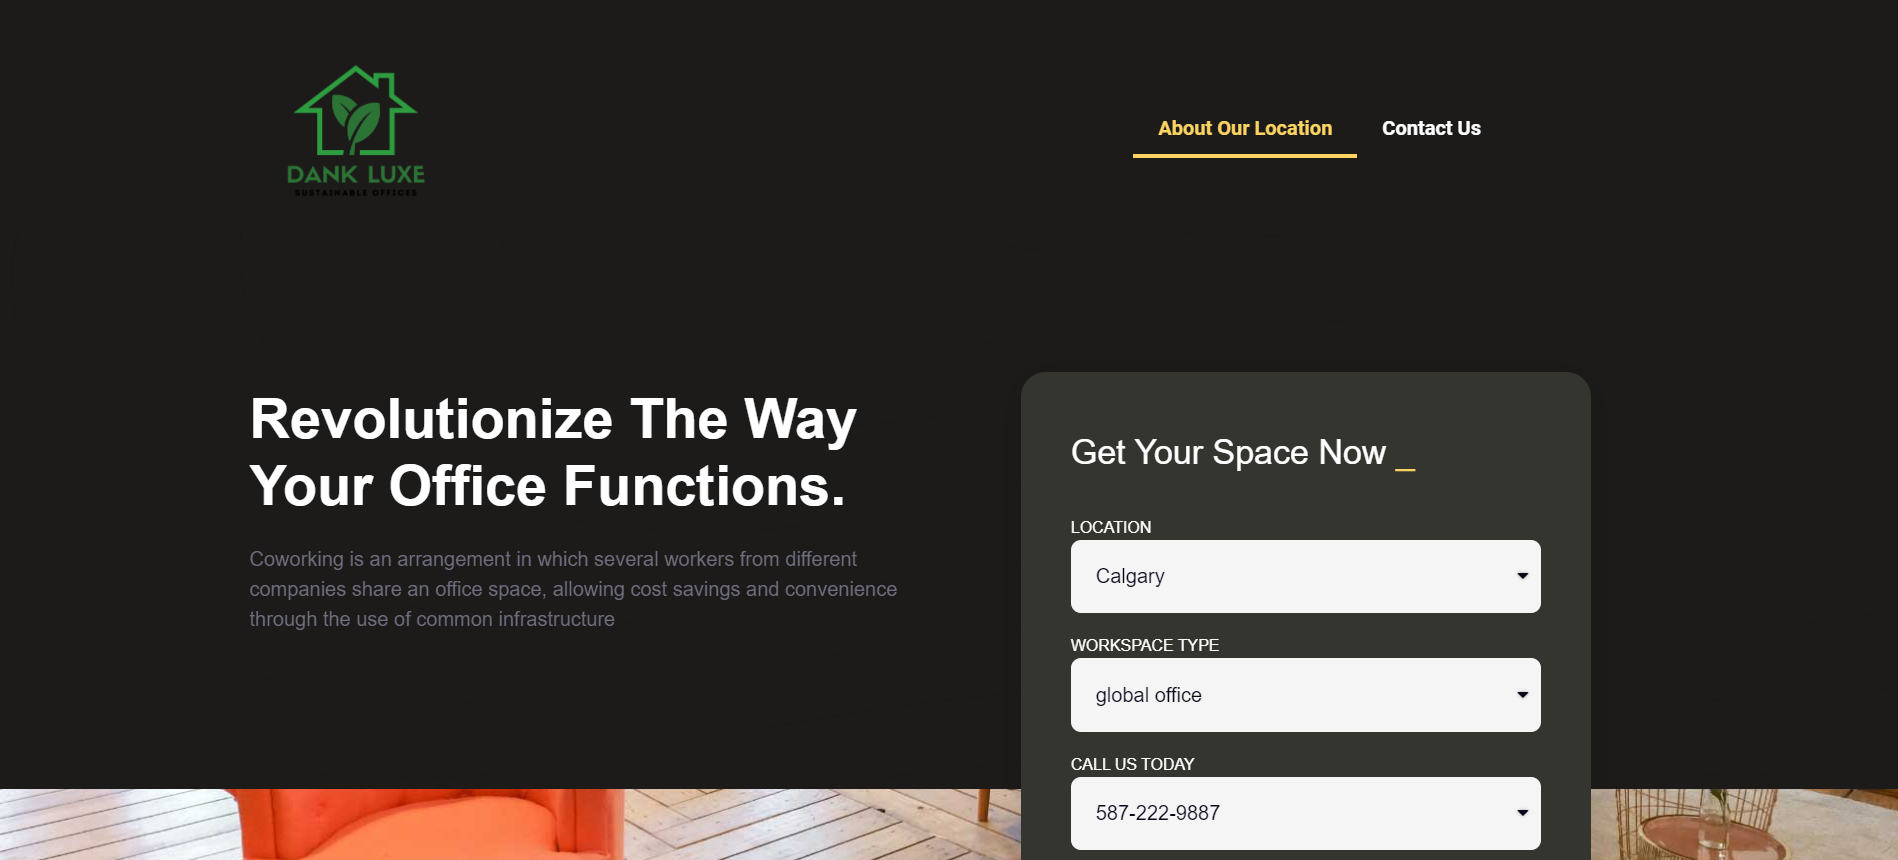 DANK LUXE
SUSTAINABLE OFFICES
About Our Location
Contact Us
Revolutionize The Way
Your Office Functions.
Coworking is an arrangement in which several workers from different
companies share an office space, allowing cost savings and convenience
through the use of common infrastructure
Get Your Space Now _
LOCATION
Calgary
WORKSPACE TYPE
global office
CALL US TODAY
587-222-9887